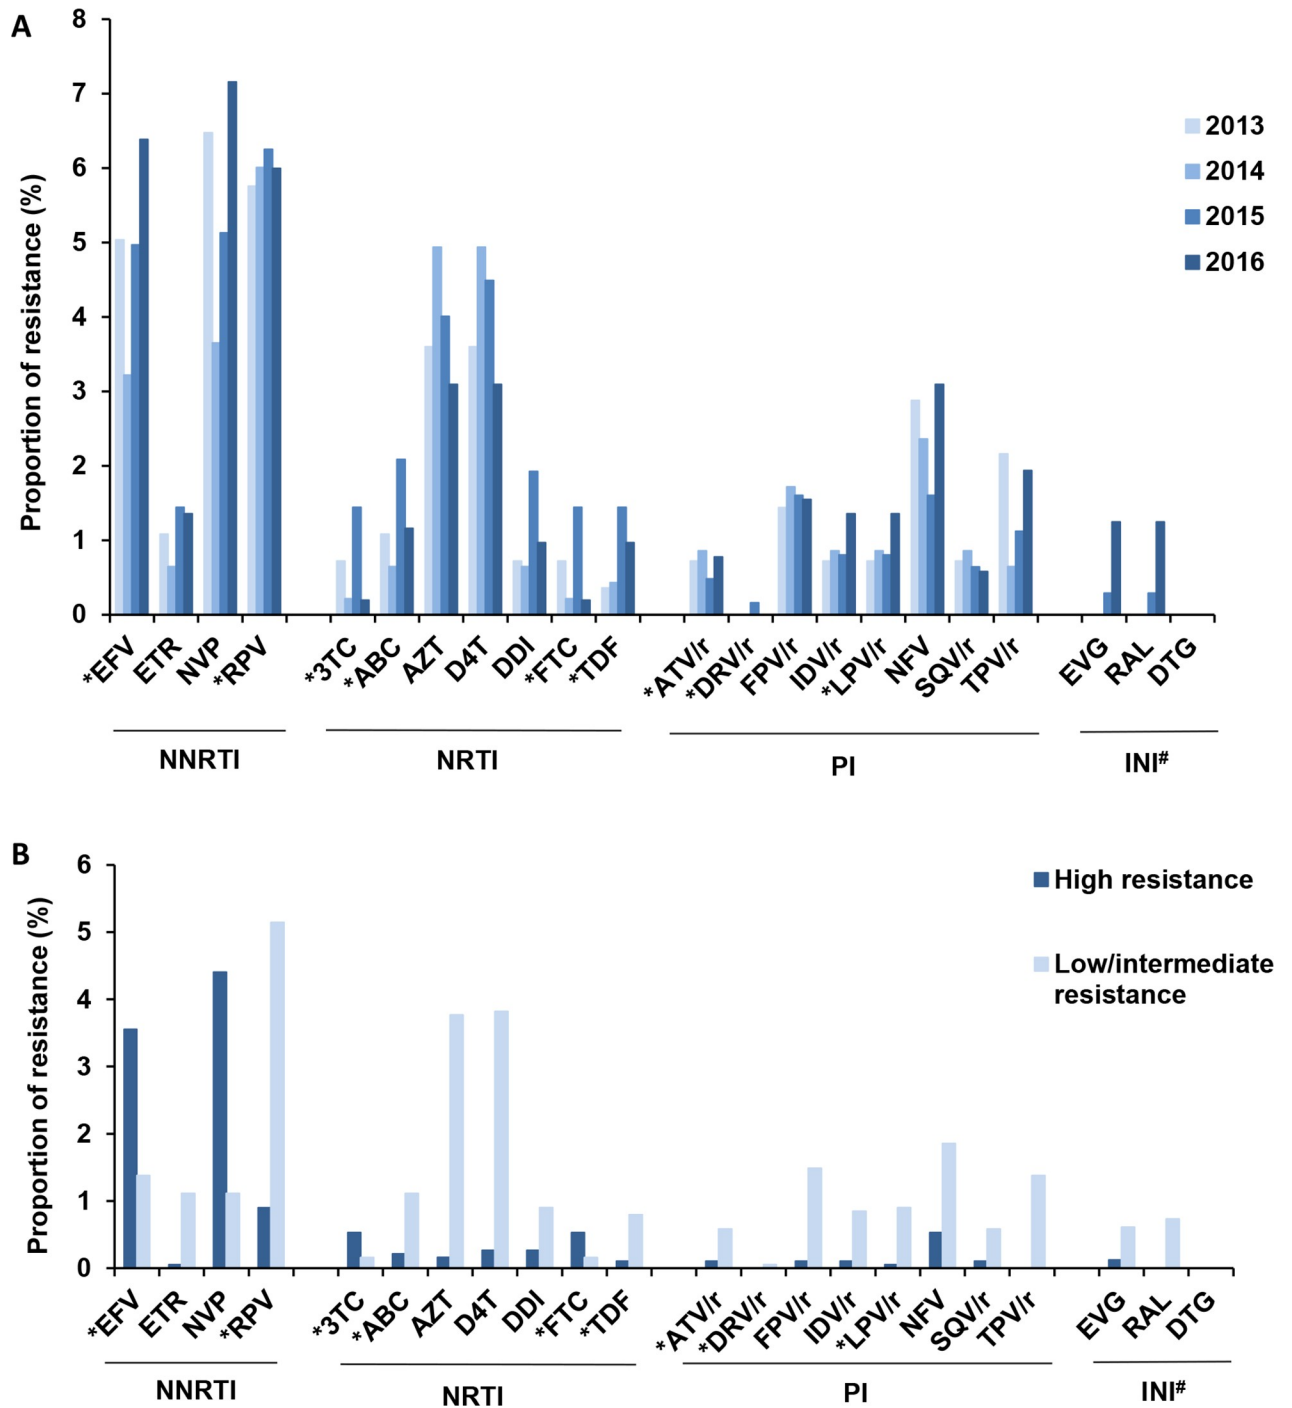 A
8
7
6
5
4
3
2
1
0
Proportion of resistance (%)
2013
2014
2015
2016
*EFV ETR NVP *RPV *3TC *ABC AZT D4T DDI *FTC *TDF *ATV/r *DRV/r FPV/r IDV/r *LPV/r NFV SQV/r TPV/r EVG RAL DTG
NNRTI NRTI PI INI#
B
6
5
4
3
2
1
0
Proportion of resistance (%)
High resistance
Low/intermediate
resistance
*EFV ETR NVP *RPV *3TC *ABC AZT D4T DDI *FTC *TDF *ATV/r *DRV/r FPV/r IDV/r *LPV/r NFV SQV/r TPV/r EVG RAL DTG
NNRTI NRTI PI INI#